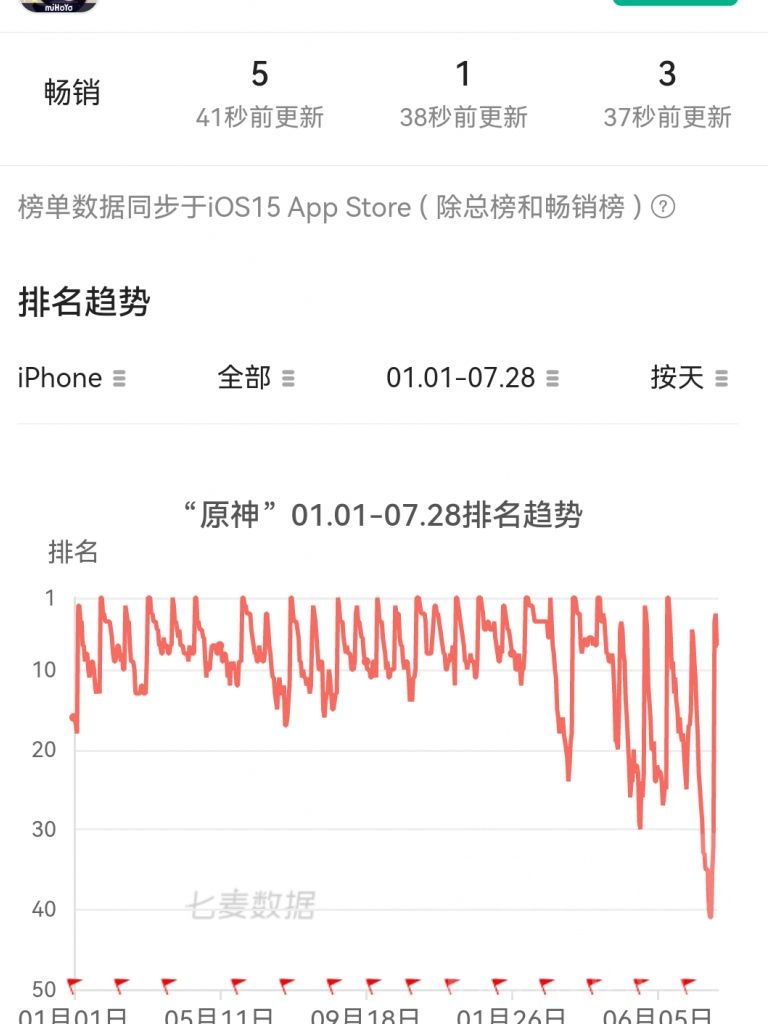 miHoYo
畅销 5 1 3
41秒前更新 38秒前更新 37秒前更新
榜单数据同步于iOS15 App Store ( 除总榜和畅销榜 ) ?
排名趋势
iPhone 全部 01.01-07.28 按天
“原神” 01.01-07.28排名趋势
排名
1
10
20
30
40
50
七麦数据
01月01日 05月11日 09月18日 01月26日 06月05日